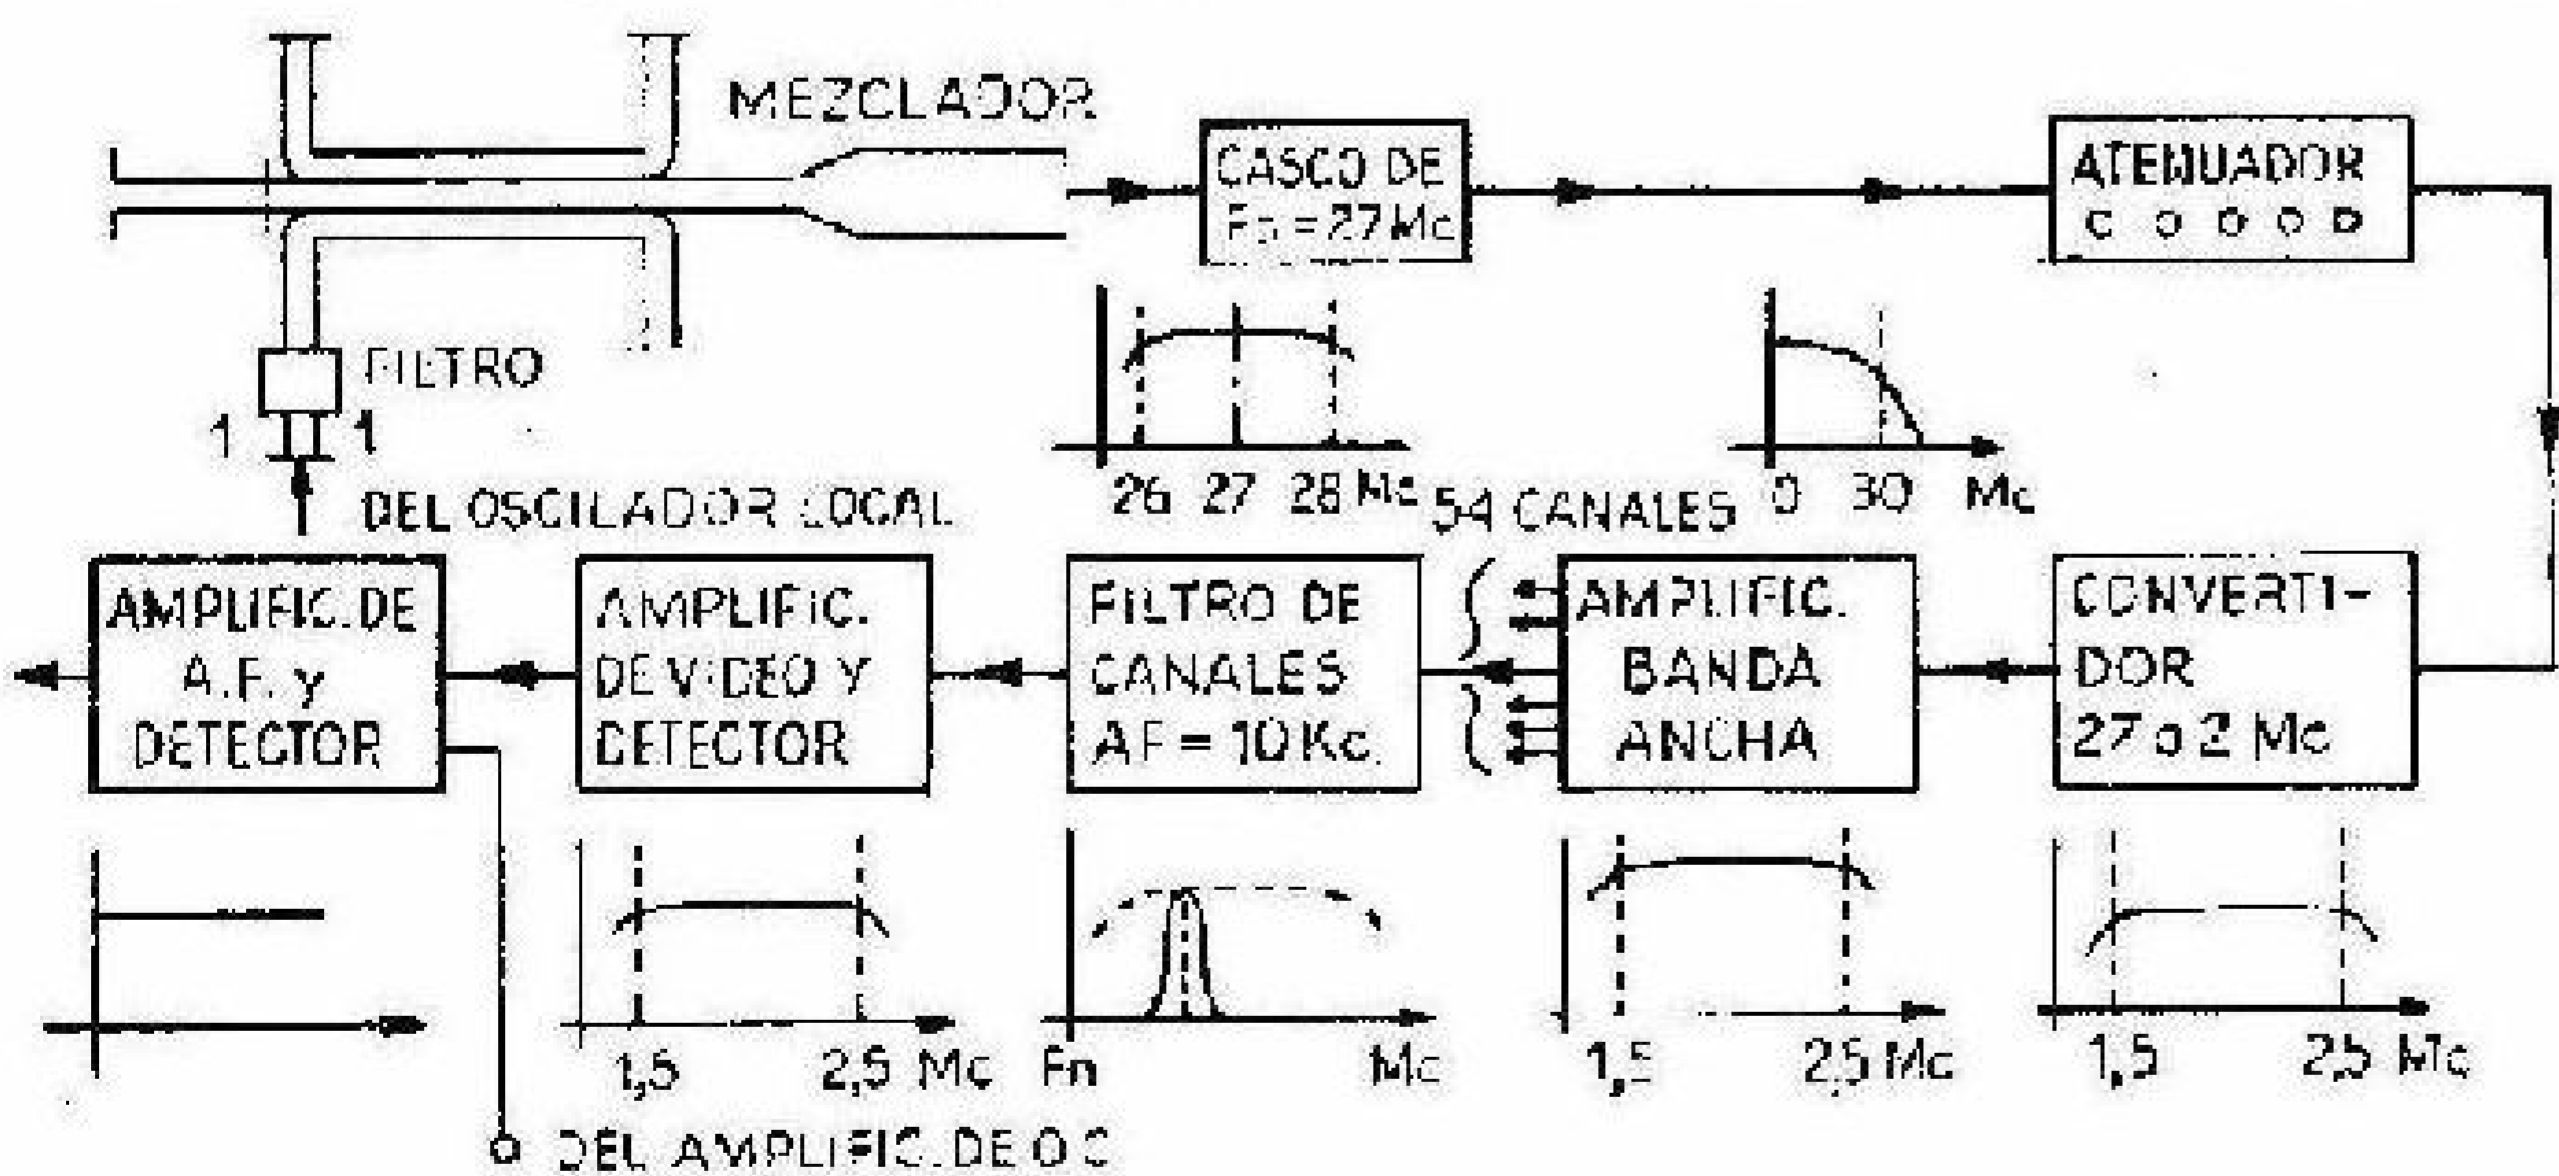 MEZCLADOR
CASCO DE
Fn = 27 Mc
ATENUADOR
FILTRO
1 1
DEL OSCILADOR LOCAL
26 27 28 Mc
0 30 Mc
54 CANALES
AMPLIFIC. DE
A.F. y
DETECTOR
AMPLIFIC.
DE VIDEO Y
DETECTOR
FILTRO DE
CANALES
AF = 10 Kc.
AMPLIFIC.
BANDA
ANCHA
CONVERTI-
DOR
27 a 2 Mc
1,5 2,5 Mc
Fn Mc
1,5 2,5 Mc
1,5 2,5 Mc
DEL AMPLIFIC. DE O C